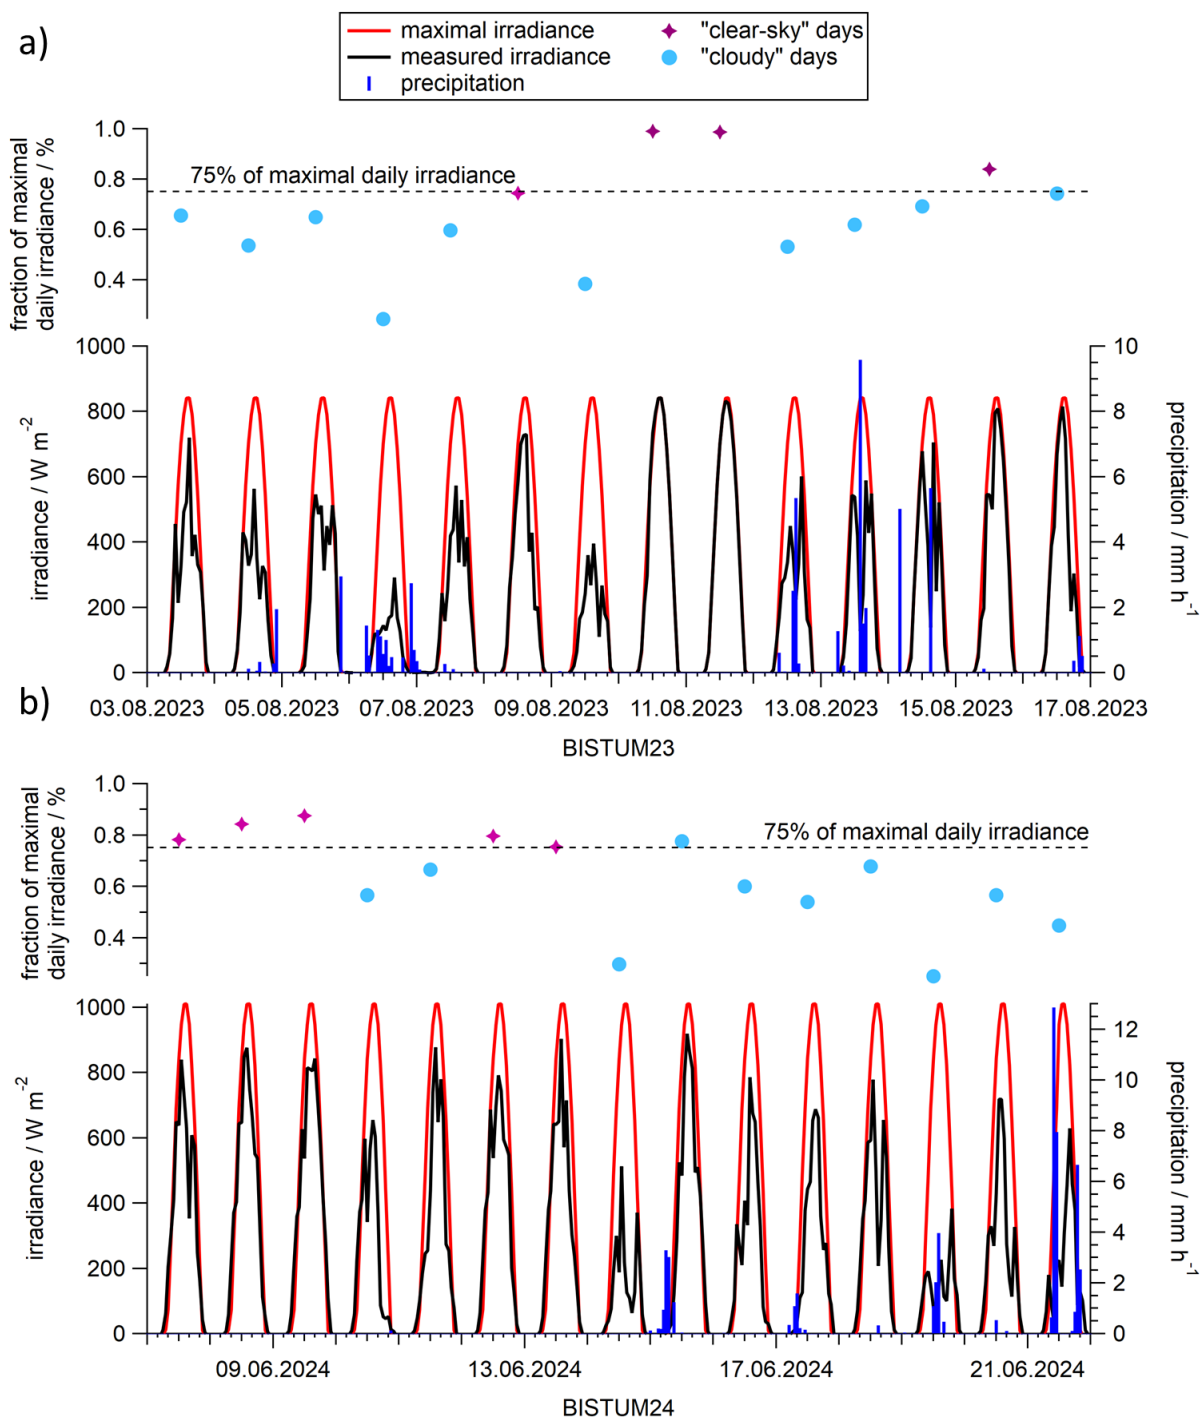 a)
maximal irradiance
measured irradiance
precipitation
"clear-sky" days
"cloudy" days
fraction of maximal
daily irradiance / %
1.0
0.8
0.6
0.4
75% of maximal daily irradiance
irradiance / W m-2
1000
800
600
400
200
0
10
8
6
4
2
0
precipitation / mm h-1
03.08.2023
05.08.2023
07.08.2023
09.08.2023
11.08.2023
13.08.2023
15.08.2023
17.08.2023
BISTUM23
b)
fraction of maximal
daily irradiance / %
1.0
0.8
0.6
0.4
75% of maximal daily irradiance
irradiance / W m-2
1000
800
600
400
200
0
12
10
8
6
4
2
0
precipitation / mm h-1
09.06.2024
13.06.2024
17.06.2024
21.06.2024
BISTUM24